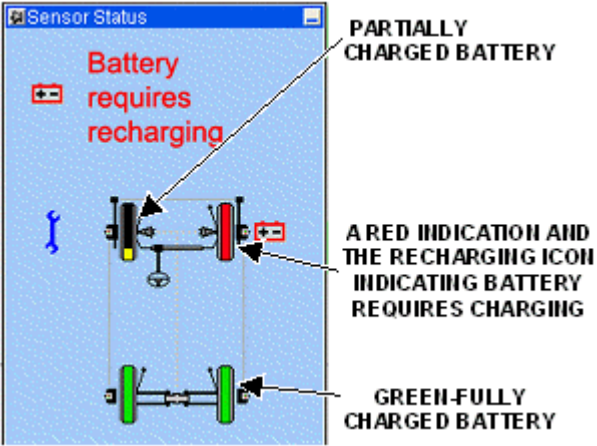 Sensor Status
Battery
requires
recharging
PARTIALLY
CHARGED BATTERY
A RED INDICATION AND
THE RECHARGING ICON
INDICATING BATTERY
REQUIRES CHARGING
GREEN-FULLY
CHARGED BATTERY